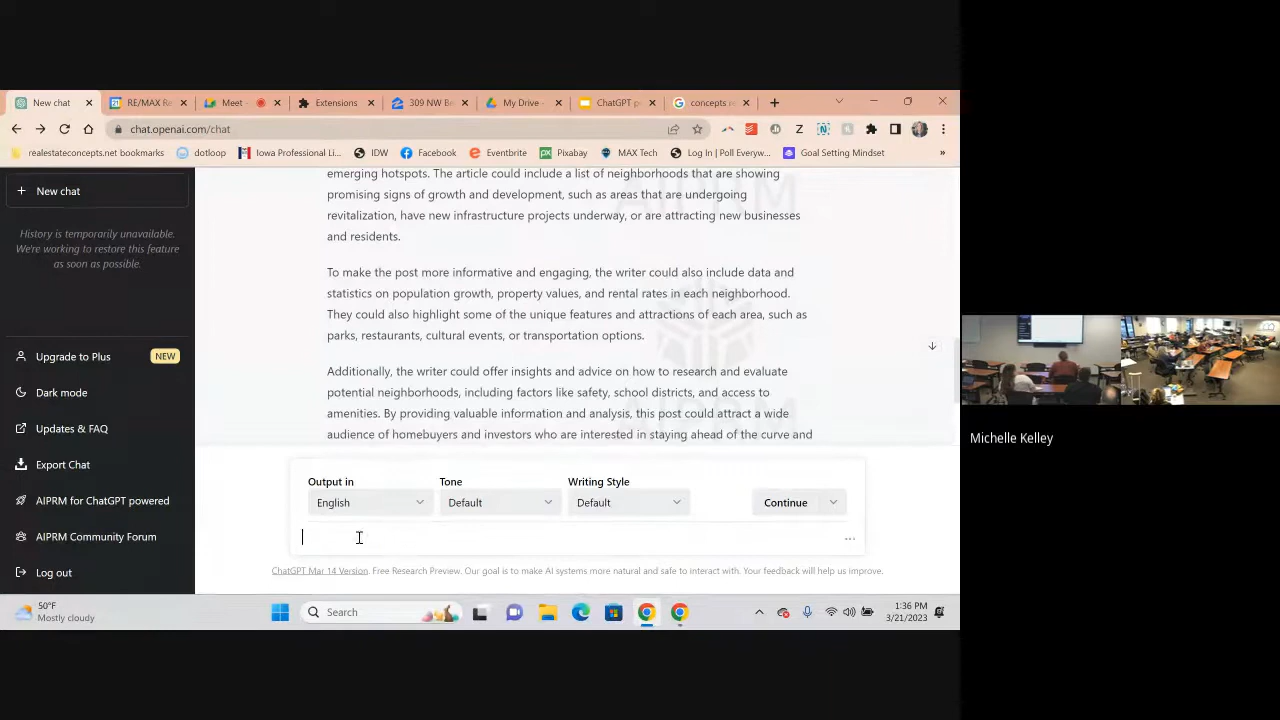 New chat
RE/MAX Re
Meet -
Extensions
309 NW B
My Drive -
ChatGPT p
concepts r
chat.openai.com/chat
realestateconcepts.net bookmarks
dotloop
Iowa Professional Li...
IDW
Facebook
Eventbrite
Pixabay
MAX Tech
Log In | Poll Everyw...
Goal Setting Mindset
»
+ New chat
History is temporarily unavailable.
We're working to restore this feature
as soon as possible.
Upgrade to Plus
NEW
Dark mode
Updates & FAQ
Export Chat
AIPRM for ChatGPT powered
AIPRM Community Forum
Log out
emerging hotspots. The article could include a list of neighborhoods that are showing
promising signs of growth and development, such as areas that are undergoing
revitalization, have new infrastructure projects underway, or are attracting new businesses
and residents.
To make the post more informative and engaging, the writer could also include data and
statistics on population growth, property values, and rental rates in each neighborhood.
They could also highlight some of the unique features and attractions of each area, such as
parks, restaurants, cultural events, or transportation options.
Additionally, the writer could offer insights and advice on how to research and evaluate
potential neighborhoods, including factors like safety, school districts, and access to
amenities. By providing valuable information and analysis, this post could attract a wide
audience of homebuyers and investors who are interested in staying ahead of the curve and
AIPRM
Output in
Tone
Writing Style
English
Default
Default
Continue
ChatGPT Mar 14 Version. Free Research Preview. Our goal is to make AI systems more natural and safe to interact with. Your feedback will help us improve.
50°F
Mostly cloudy
Search
1:36 PM
3/21/2023
Michelle Kelley